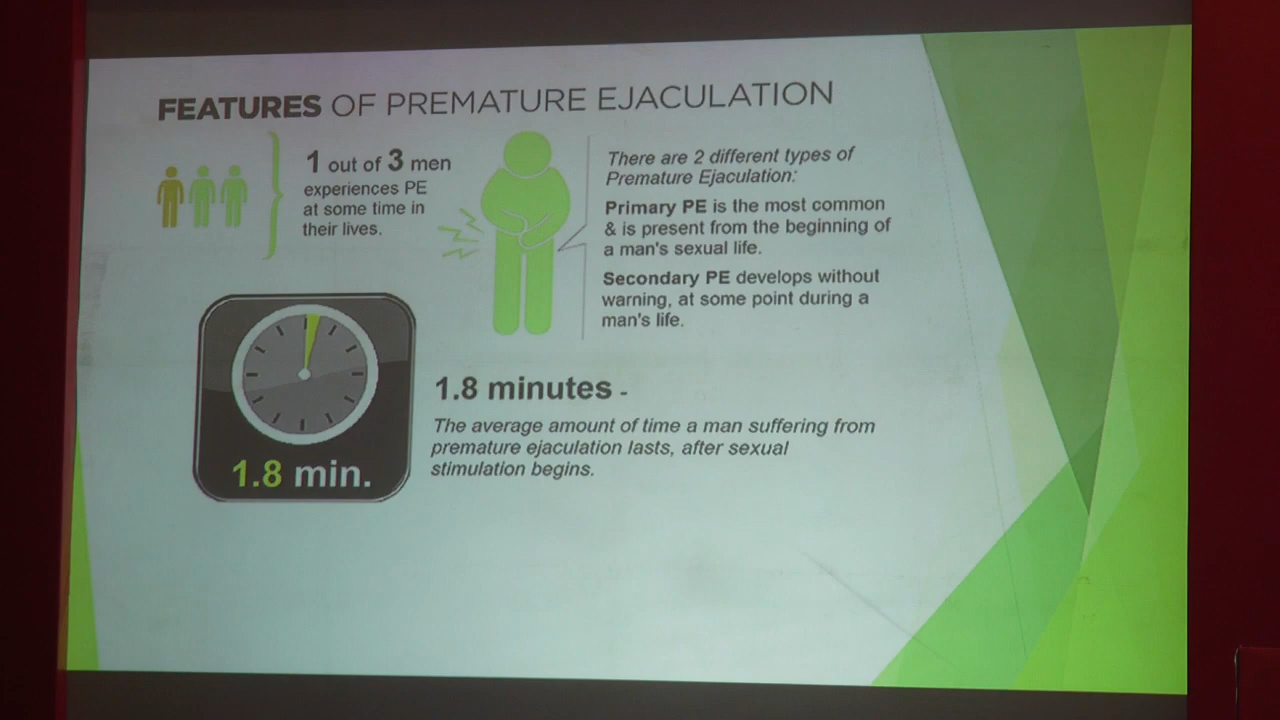 FEATURES OF PREMATURE EJACULATION
1 out of 3 men
experiences PE
at some time in
their lives.
There are 2 different types of
Premature Ejaculation:
Primary PE is the most common
& is present from the beginning of
a man's sexual life.
Secondary PE develops without
warning, at some point during a
man's life.
1.8 min.
1.8 minutes -
The average amount of time a man suffering from
premature ejaculation lasts, after sexual
stimulation begins.